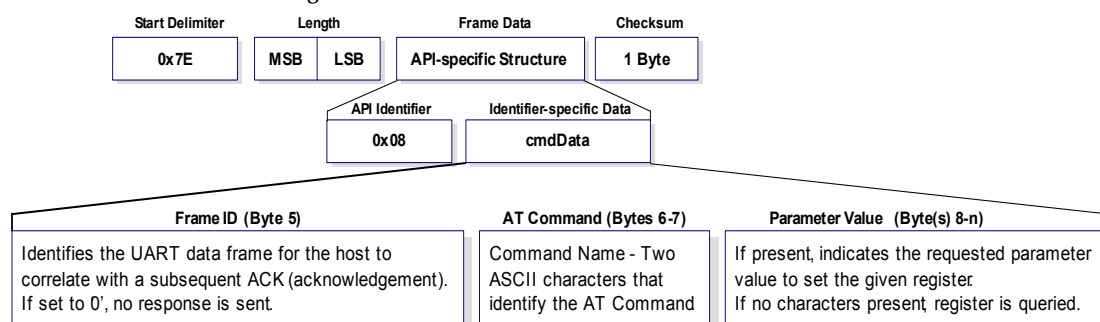 Start Delimiter Length Frame Data Checksum
0x7E MSB LSB API-specific Structure 1 Byte
API Identifier Identifier-specific Data
0x08 cmdData
Frame ID (Byte 5) AT Command (Bytes 6-7) Parameter Value (Byte(s) 8-n)
Identifies the UART data frame for the host to
correlate with a subsequent ACK (acknowledgement).
If set to 0', no response is sent.
Command Name - Two
ASCII characters that
identify the AT Command
If present, indicates the requested parameter
value to set the given register.
If no characters present, register is queried.